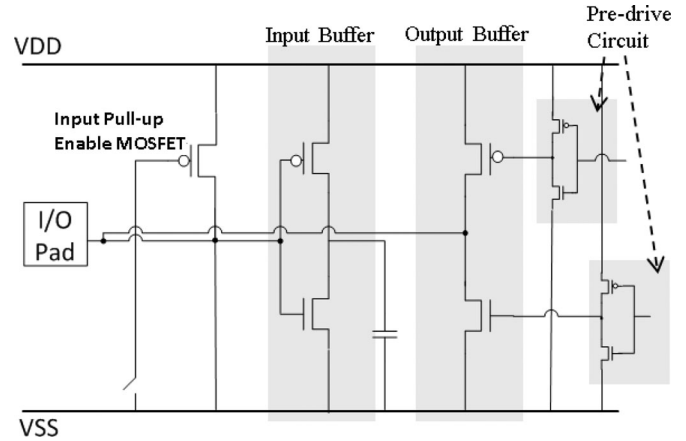 Pre-drive
Circuit
Input Buffer
Output Buffer
VDD
Input Pull-up
Enable MOSFET
I/O
Pad
VSS